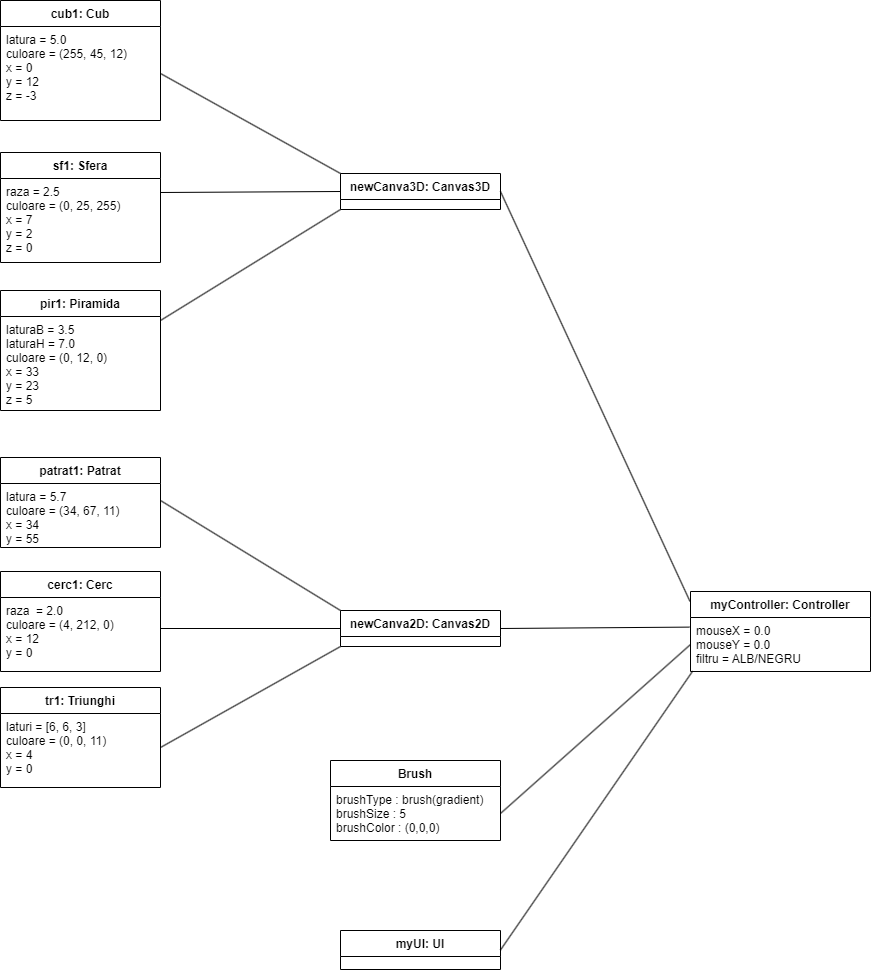 cub1: Cub
latura = 5.0
culoare = (255, 45, 12)
x = 0
y = 12
z = -3
sf1: Sfera
raza = 2.5
culoare = (0, 25, 255)
x = 7
y = 2
z = 0
newCanva3D: Canvas3D
pir1: Piramida
laturaB = 3.5
laturaH = 7.0
culoare = (0, 12, 0)
x = 33
y = 23
z = 5
patrat1: Patrat
latura = 5.7
culoare = (34, 67, 11)
x = 34
y = 55
cerc1: Cerc
raza  = 2.0
culoare = (4, 212, 0)
x = 12
y = 0
newCanva2D: Canvas2D
myController: Controller
mouseX = 0.0
mouseY = 0.0
filtru = ALB/NEGRU
tr1: Triunghi
laturi = [6, 6, 3]
culoare = (0, 0, 11)
x = 4
y = 0
Brush
brushType : brush(gradient)
brushSize : 5
brushColor : (0,0,0)
myUI: UI